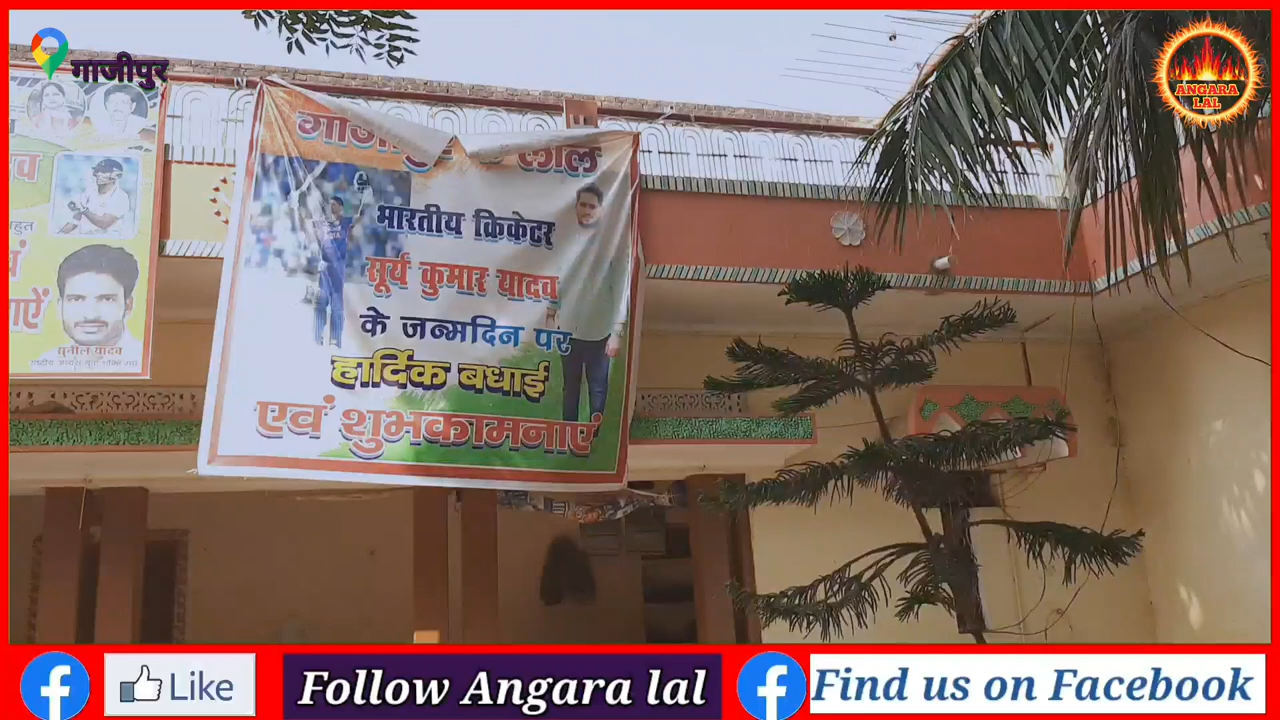 गाजीपुर
ANGARA
LAL
लाल
भारतीय क्रिकेटर
सूर्य कुमार यादव
के जन्मदिन पर
हार्दिक बधाई
एवं शुभकामनाएं
सुनील यादव
Like
Follow Angara lal
Find us on Facebook